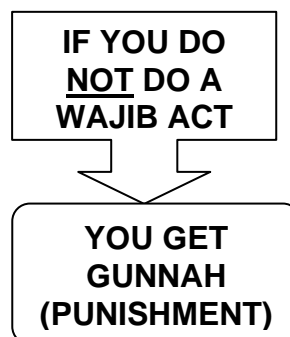 IF YOU DO
NOT DO A
WAJIB ACT
YOU GET
GUNNAH
(PUNISHMENT)